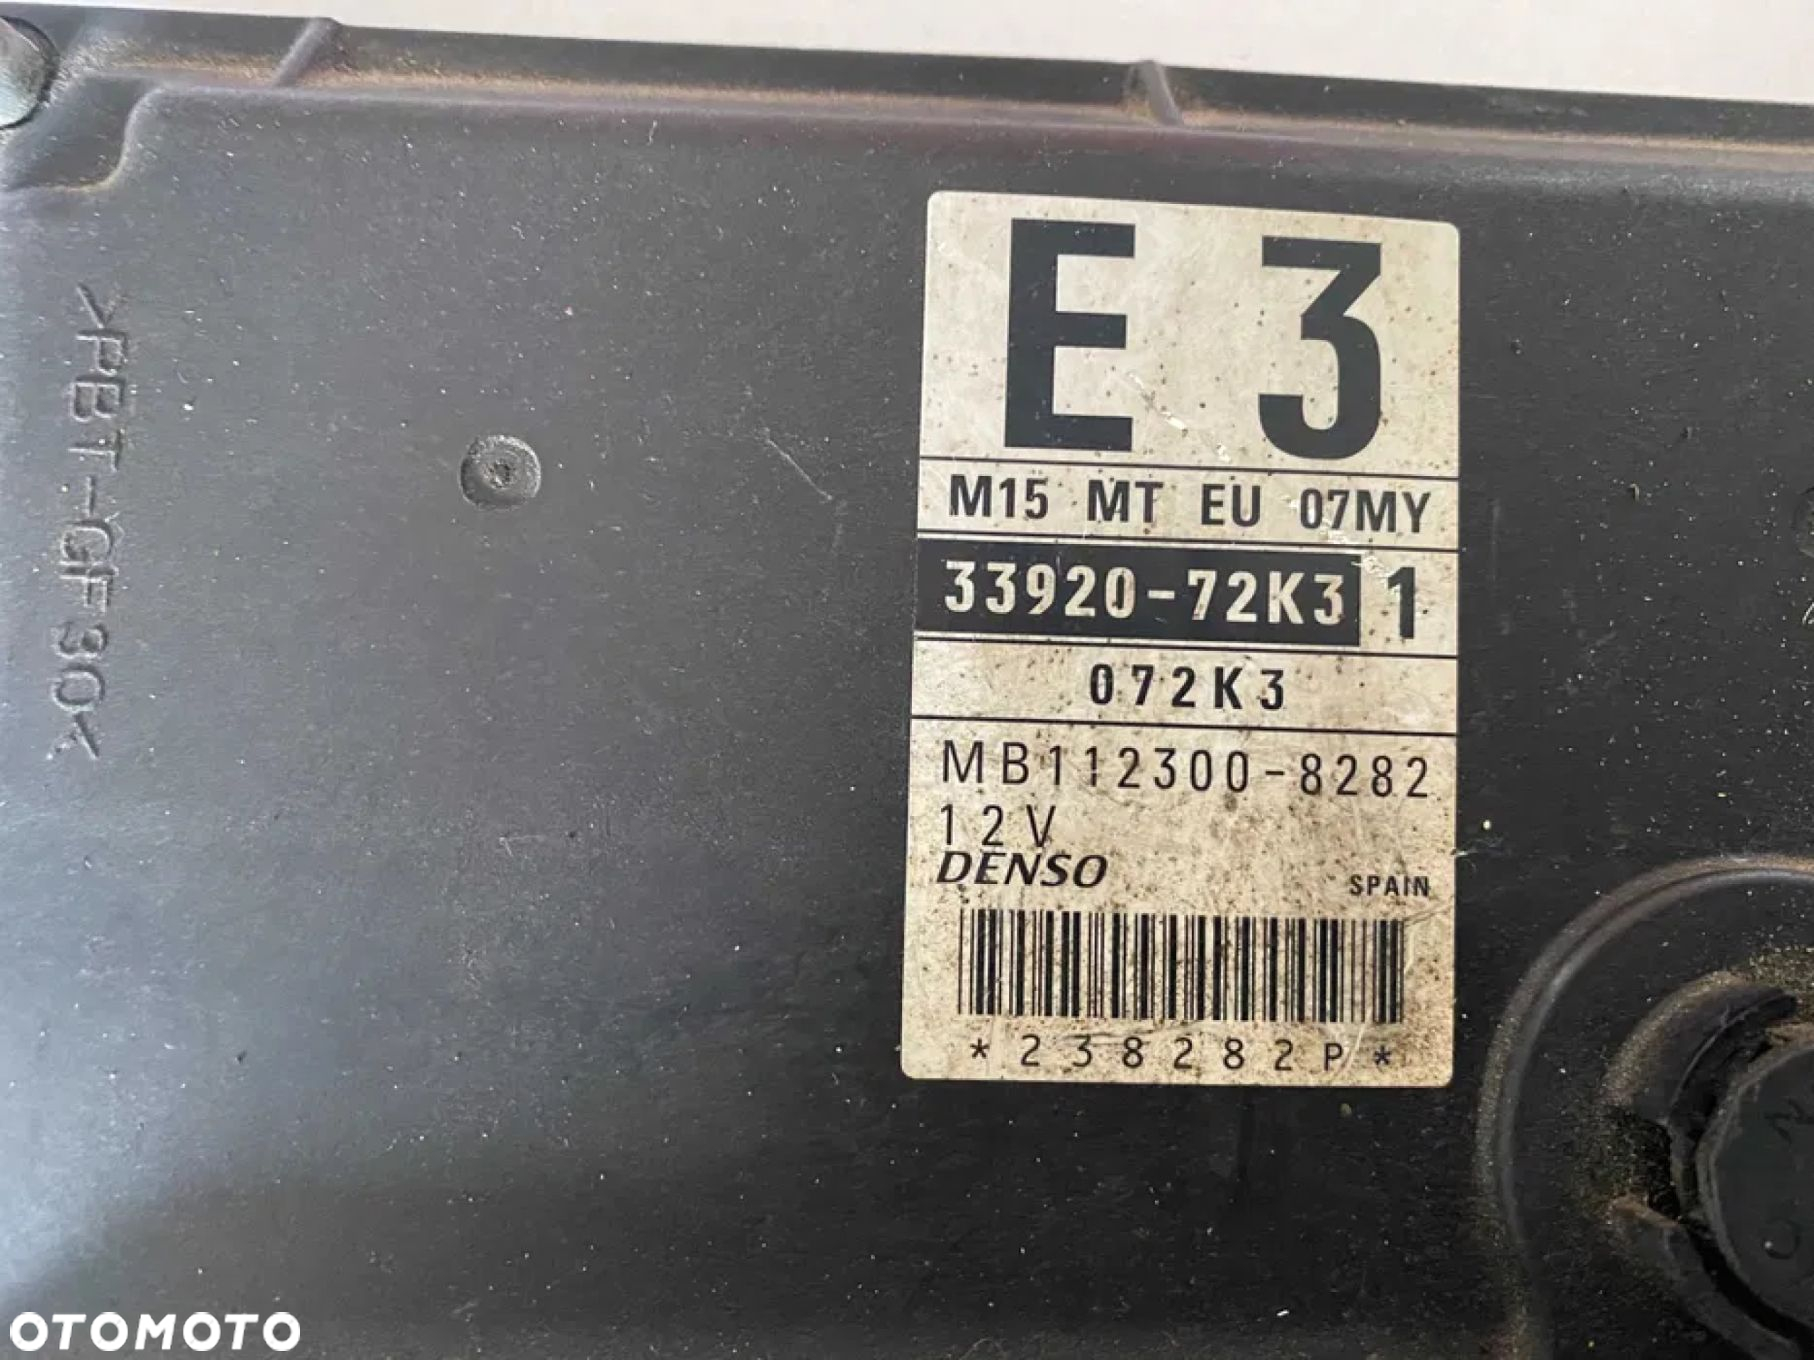 >PBT-GF30<
E 3
M15 MT EU 07MY
33920-72K3 1
072K3
MB112300-8282
12V
DENSO SPAIN
*238282P*
OTOMOTO